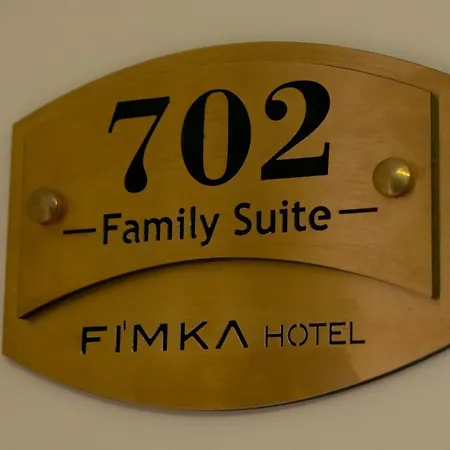 702
—Family Suite—
FI'MKA HOTEL